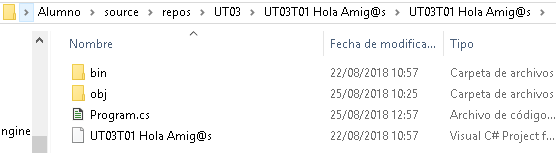 Alumno > source > repos > UT03 > UT03T01 Hola Amig@s > UT03T01 Hola Amig@s >
Nombre Fecha de modifica... Tipo
bin 22/08/2018 10:57 Carpeta de archivos
obj 25/08/2018 10:25 Carpeta de archivos
Program.cs 25/08/2018 12:57 Archivo de código...
ngine UT03T01 Hola Amig@s 22/08/2018 10:57 Visual C# Project f...